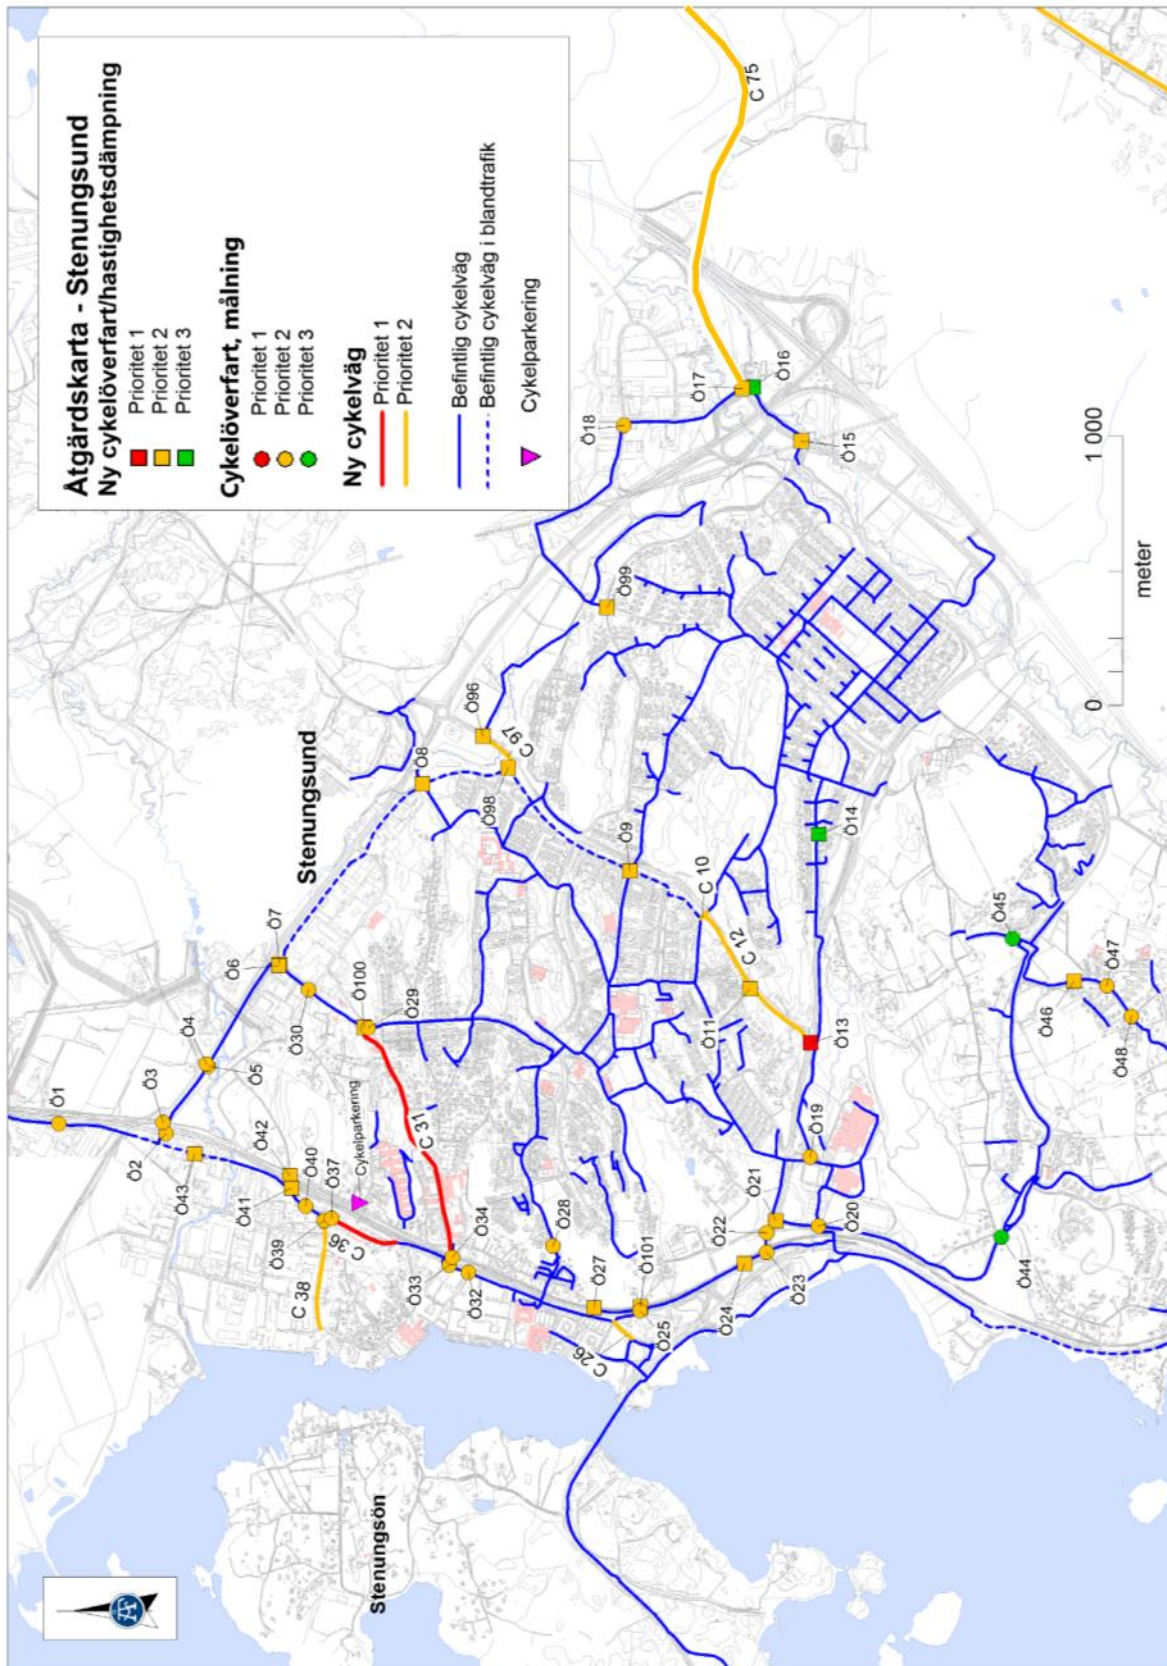 Åtgärdskarta - Stenungsund
Ny cykelöverfart/hastighetsdämpning
Prioritet 1
Prioritet 2
Prioritet 3
Cykelöverfart, målning
Prioritet 1
Prioritet 2
Prioritet 3
Ny cykelväg
Prioritet 1
Prioritet 2
Befintlig cykelväg
Befintlig cykelväg i blandtrafik
Cykelparkering
Stenungsund
Stenungsön
Cykelparkering
Ö1
Ö2
Ö3
Ö4
Ö5
Ö6
Ö7
Ö8
Ö9
C 10
Ö11
C 12
Ö13
Ö14
Ö15
Ö16
Ö17
Ö18
Ö19
Ö20
Ö21
Ö22
Ö23
Ö24
Ö25
C 26
Ö27
Ö28
Ö29
Ö30
C 31
Ö32
Ö33
Ö34
C 36
Ö37
C 38
Ö39
Ö40
Ö41
Ö42
Ö43
Ö44
Ö45
Ö46
Ö47
Ö48
C 75
Ö96
C 97
Ö98
Ö99
Ö100
Ö101
0
1 000
meter